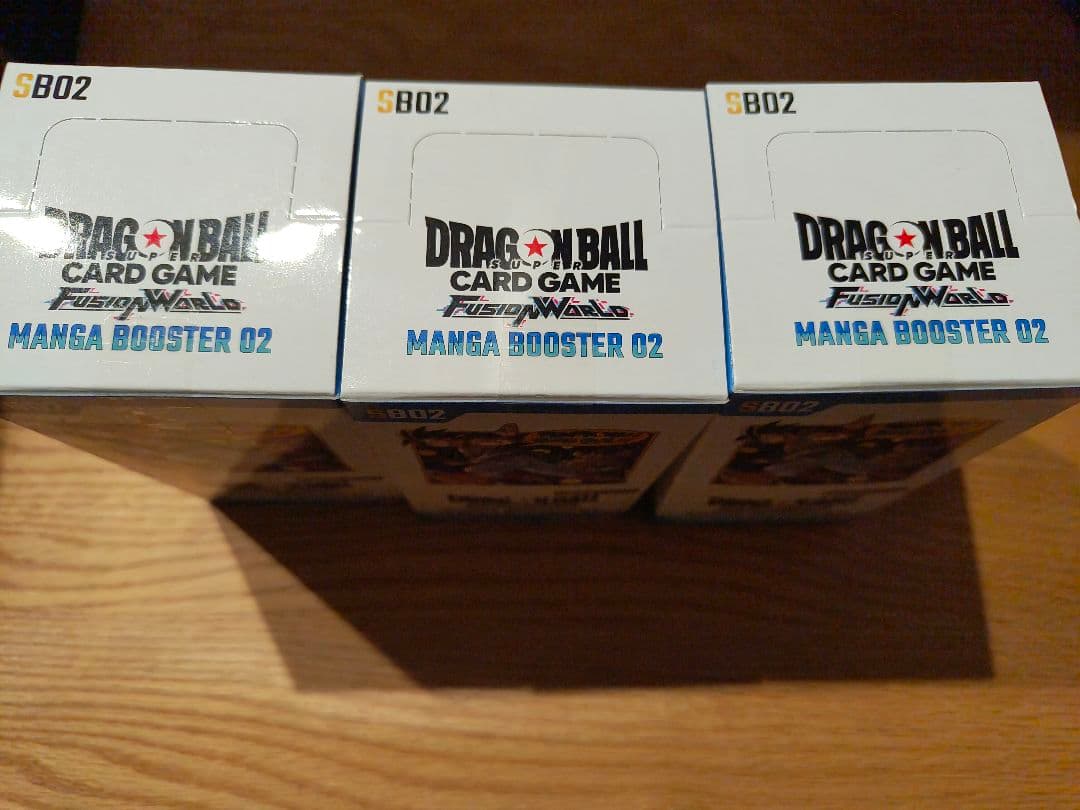 SB02
DRAGON BALL
SUPER
CARD GAME
FUSION WORLD
MANGA BOOSTER 02
SB02
DRAGON BALL
SUPER
CARD GAME
FUSION WORLD
MANGA BOOSTER 02
SB02
DRAGON BALL
SUPER
CARD GAME
FUSION WORLD
MANGA BOOSTER 02
SB02
SB02